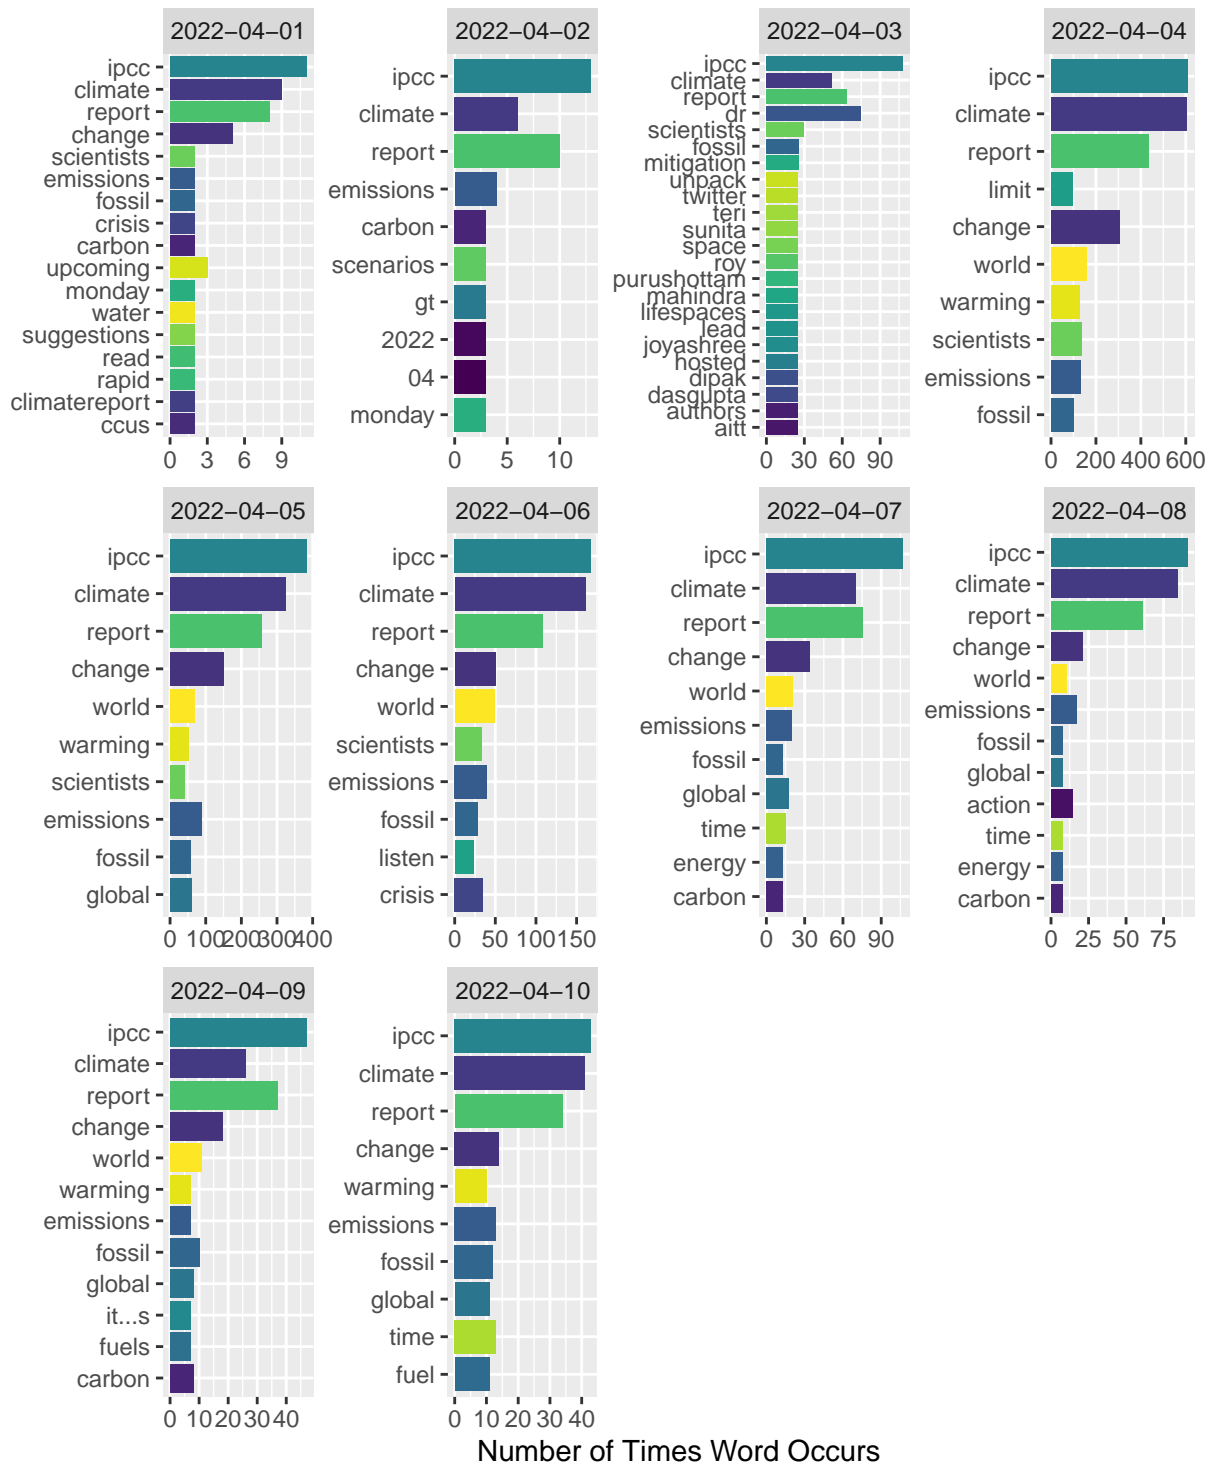 2022−04−01
ipcc
climate
report
change
scientists
emissions
fossil
crisis
carbon
upcoming
monday
water
suggestions
read
rapid
climatereport
ccus
0 3 6 9
2022−04−02
ipcc
climate
report
emissions
carbon
scenarios
gt
2022
04
monday
0 5 10
2022−04−03
ipcc
climate
report
dr
scientists
fossil
mitigation
unpack
twitter
teri
sunita
space
roy
purushottam
mahindra
lifespaces
lead
joyashree
hosted
dipak
dasgupta
authors
aitt
0 30 60 90
2022−04−04
ipcc
climate
report
limit
change
world
warming
scientists
emissions
fossil
0 200 400 600
2022−04−05
ipcc
climate
report
change
world
warming
scientists
emissions
fossil
global
0 100 200 300 400
2022−04−06
ipcc
climate
report
change
world
scientists
emissions
fossil
listen
crisis
0 50 100 150
2022−04−07
ipcc
climate
report
change
world
emissions
fossil
global
time
energy
carbon
0 30 60 90
2022−04−08
ipcc
climate
report
change
world
emissions
fossil
global
action
time
energy
carbon
0 25 50 75
2022−04−09
ipcc
climate
report
change
world
warming
emissions
fossil
global
it...s
fuels
carbon
0 10 20 30 40
2022−04−10
ipcc
climate
report
change
warming
emissions
fossil
global
time
fuel
0 10 20 30 40
Number of Times Word Occurs